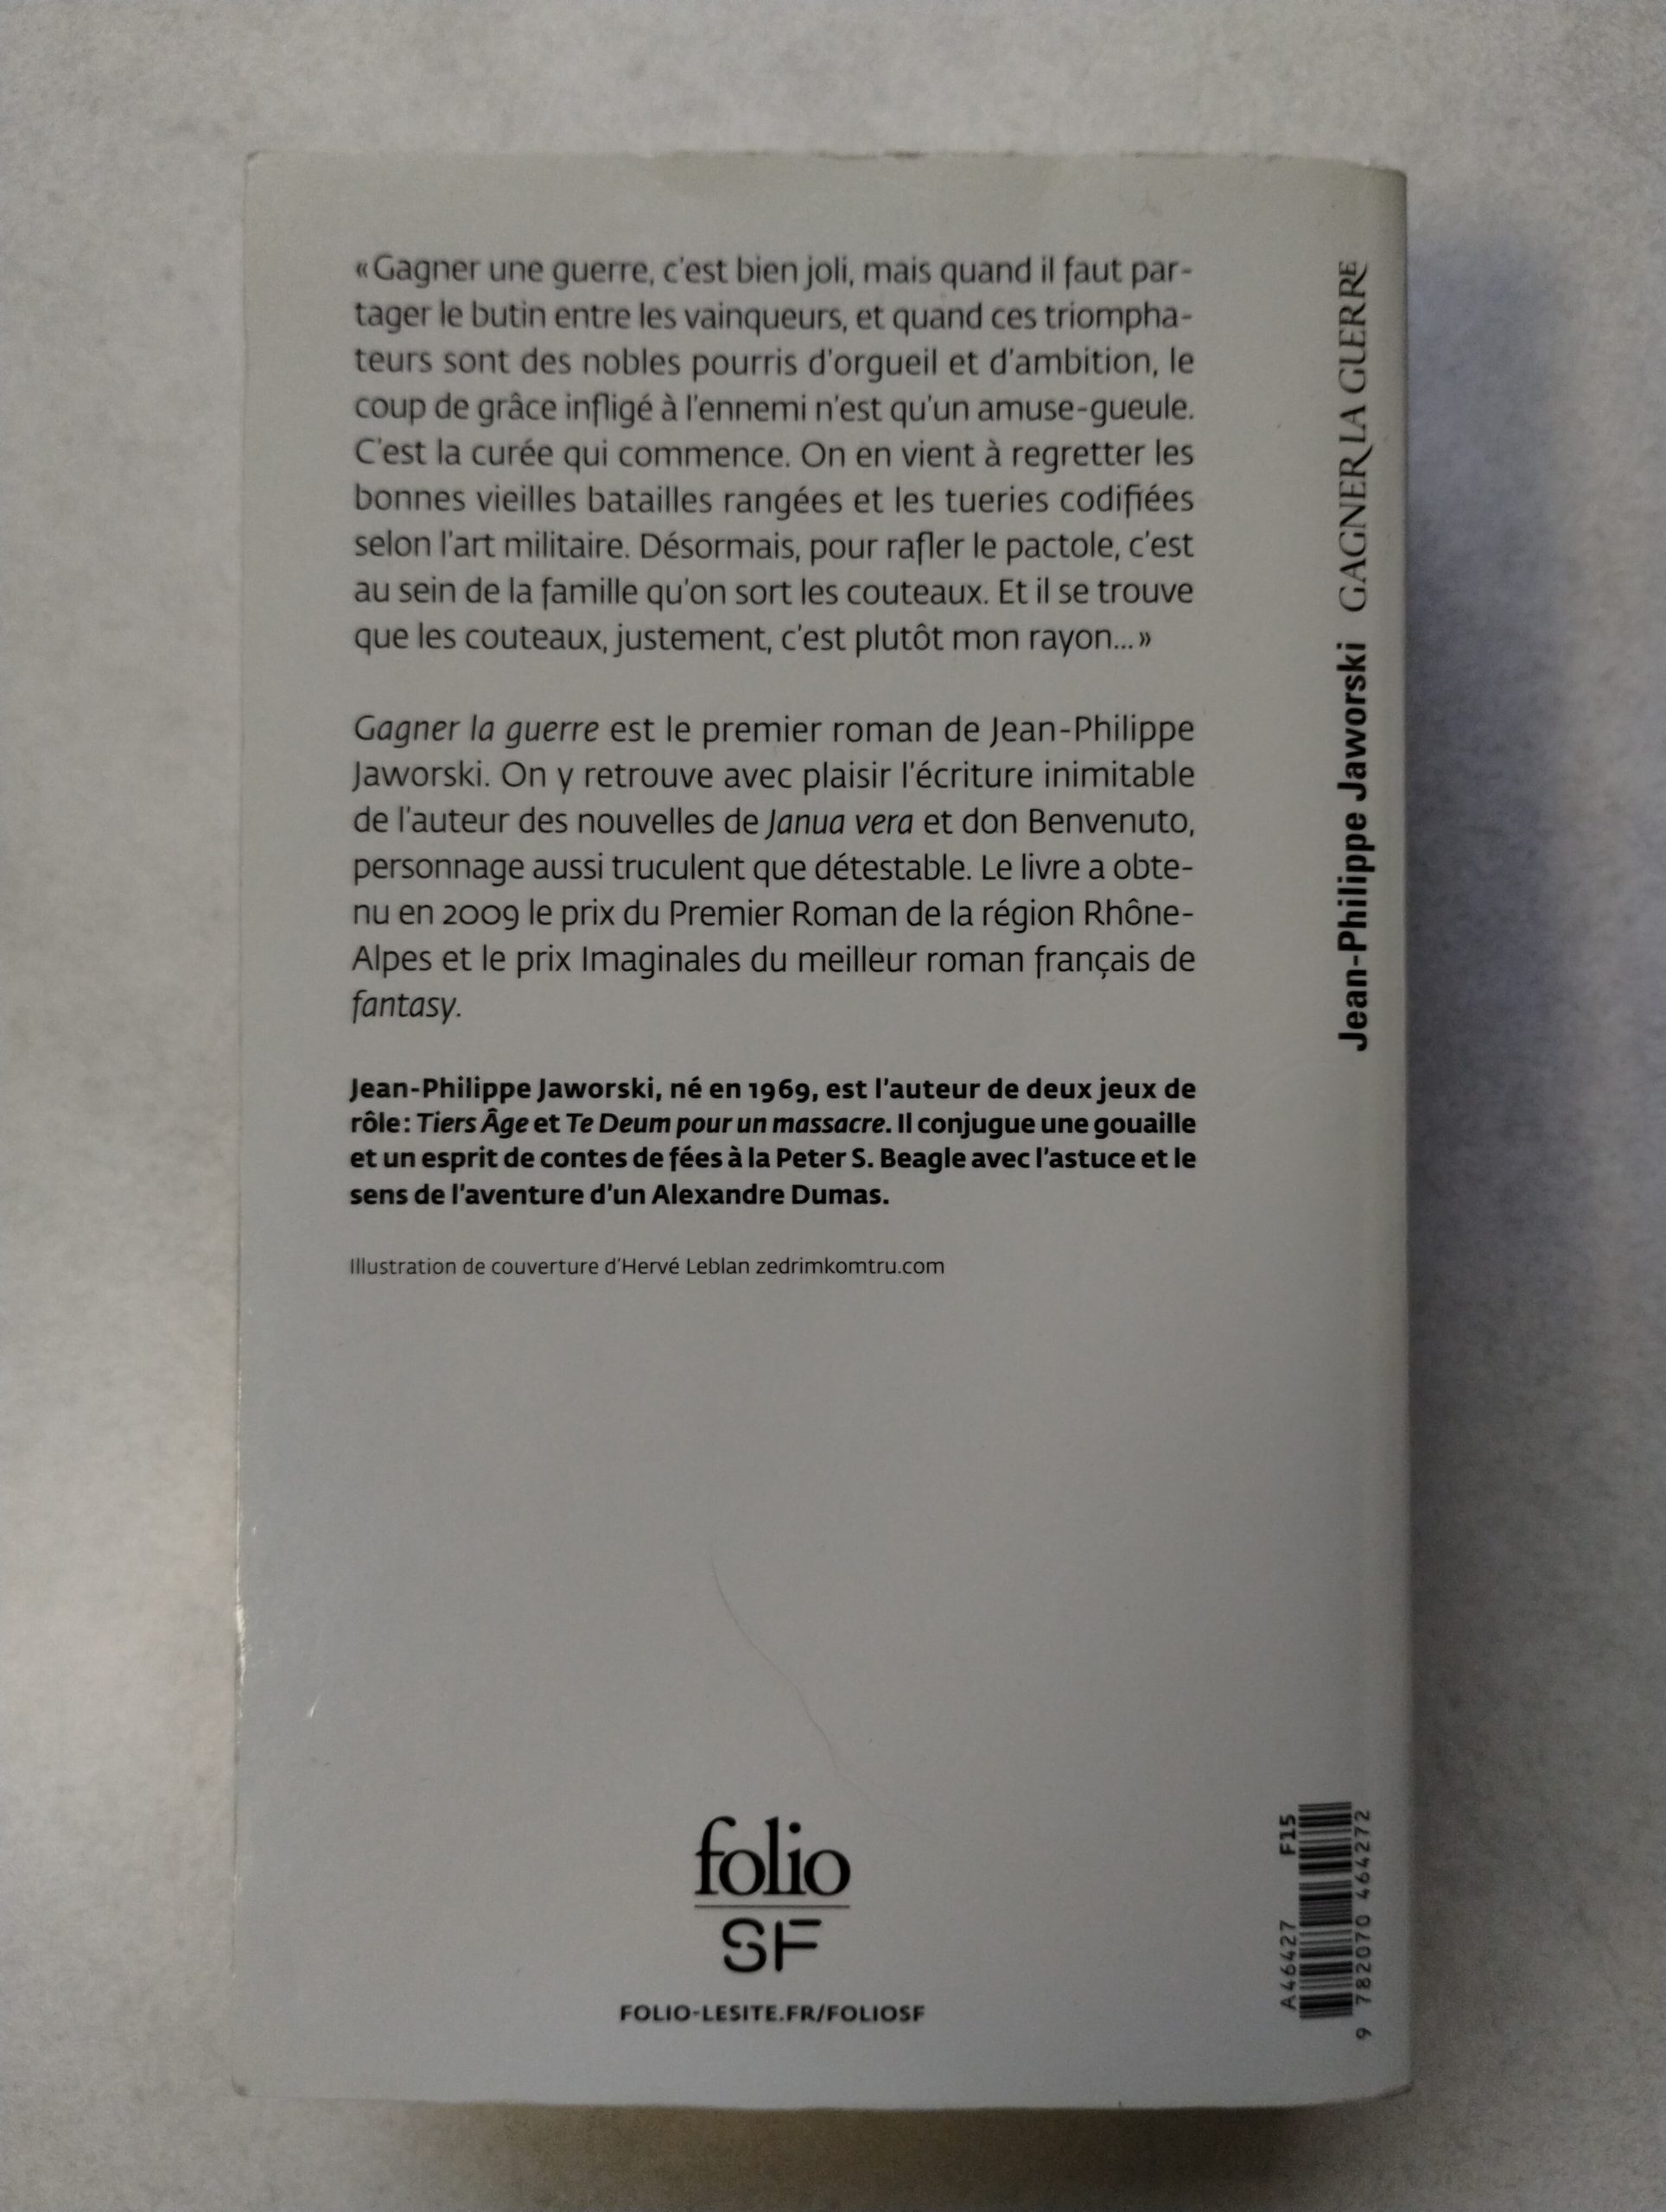 «Gagner une guerre, c'est bien joli, mais quand il faut par-
tager le butin entre les vainqueurs, et quand ces triompha-
teurs sont des nobles pourris d'orgueil et d'ambition, le
coup de grâce infligé à l'ennemi n'est qu'un amuse-gueule.
C'est la curée qui commence. On en vient à regretter les
bonnes vieilles batailles rangées et les tueries codifiées
selon l'art militaire. Désormais, pour rafler le pactole, c'est
au sein de la famille qu'on sort les couteaux. Et il se trouve
que les couteaux, justement, c'est plutôt mon rayon...»
Gagner la guerre est le premier roman de Jean-Philippe
Jaworski. On y retrouve avec plaisir l'écriture inimitable
de l'auteur des nouvelles de Janua vera et don Benvenuto,
personnage aussi truculent que détestable. Le livre a obte-
nu en 2009 le prix du Premier Roman de la région Rhône-
Alpes et le prix Imaginales du meilleur roman français de
fantasy.
Jean-Philippe Jaworski, né en 1969, est l'auteur de deux jeux de
rôle: Tiers Âge et Te Deum pour un massacre. Il conjugue une gouaille
et un esprit de contes de fées à la Peter S. Beagle avec l'astuce et le
sens de l'aventure d'un Alexandre Dumas.
Illustration de couverture d'Hervé Leblan zedrimkomtru.com
folio
SF
FOLIO-LESITE.FR/FOLIOSF
Jean-Philippe Jaworski GAGNER LA GUERRE
A46427 F15
9 782070 464272